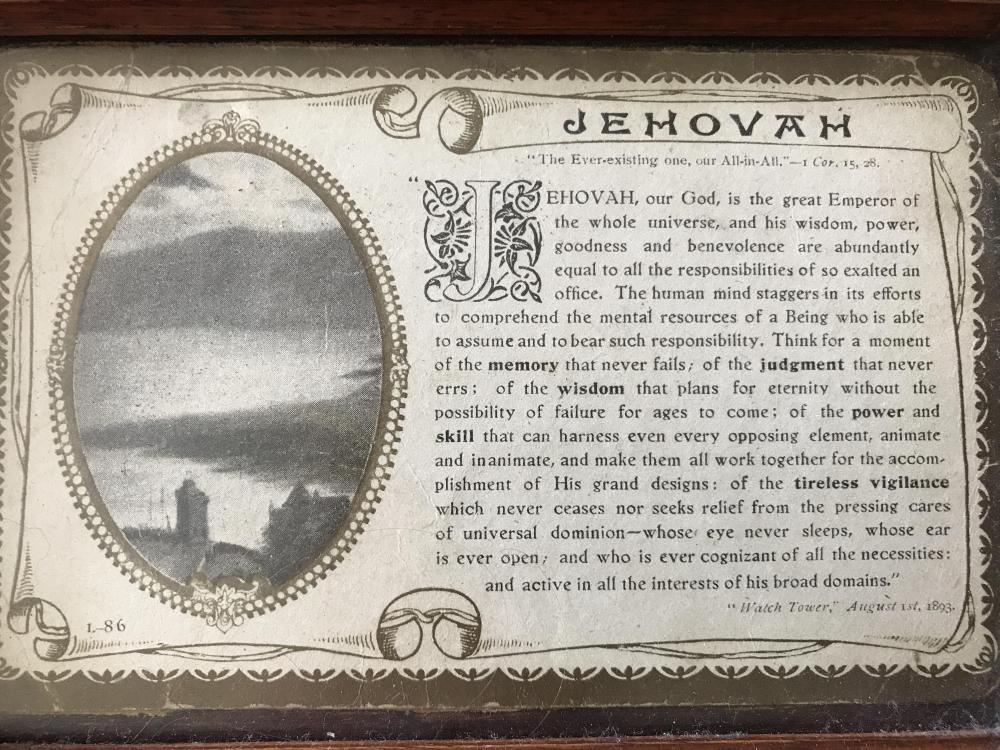 JEHOVAH
"The Ever-existing one, our All-in-All."—1 Cor. 15, 28.
"JEHOVAH, our God, is the great Emperor of
the whole universe, and his wisdom, power,
goodness and benevolence are abundantly
equal to all the responsibilities of so exalted an
office. The human mind staggers in its efforts
to comprehend the mental resources of a Being who is able
to assume and to bear such responsibility. Think for a moment
of the memory that never fails; of the judgment that never
errs; of the wisdom that plans for eternity without the
possibility of failure for ages to come; of the power and
skill that can harness even every opposing element, animate
and inanimate, and make them all work together for the accom-
plishment of His grand designs: of the tireless vigilance
which never ceases nor seeks relief from the pressing cares
of universal dominion—whose eye never sleeps, whose ear
is ever open; and who is ever cognizant of all the necessities:
and active in all the interests of his broad domains."
"Watch Tower," August 1st, 1893.
L-86